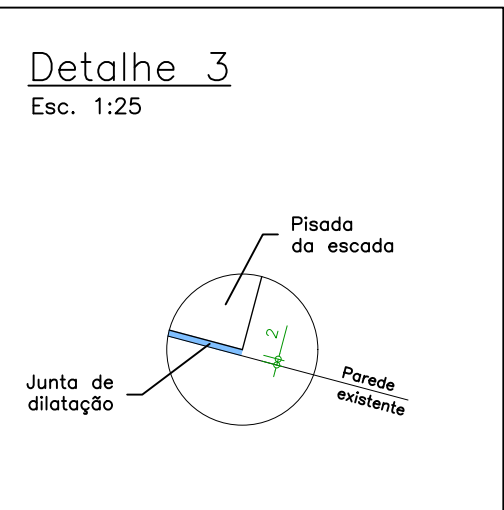 Detalhe 3
Esc. 1:25
Pisada
da escada
2
Parede
existente
Junta de
dilatação